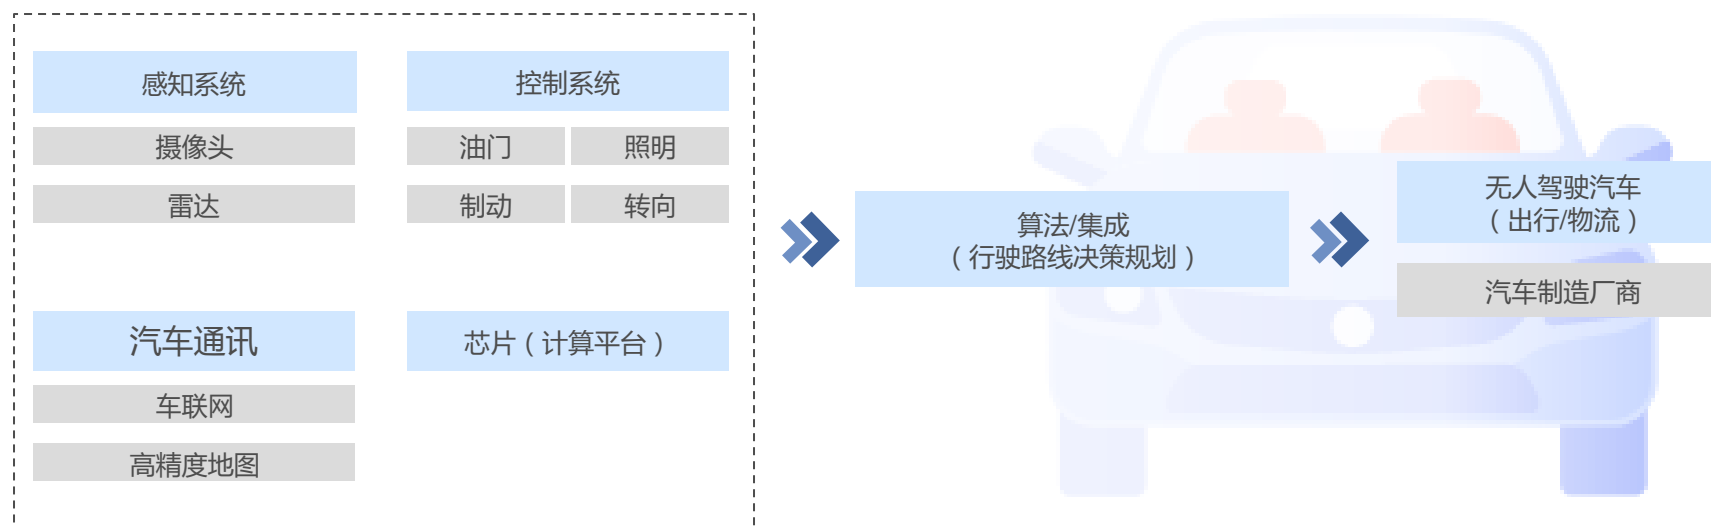 感知系统
摄像头
雷达
控制系统
油门
照明
制动
转向
汽车通讯
车联网
高精度地图
芯片（计算平台）
算法/集成
（行驶路线决策规划）
无人驾驶汽车
（出行/物流）
汽车制造厂商